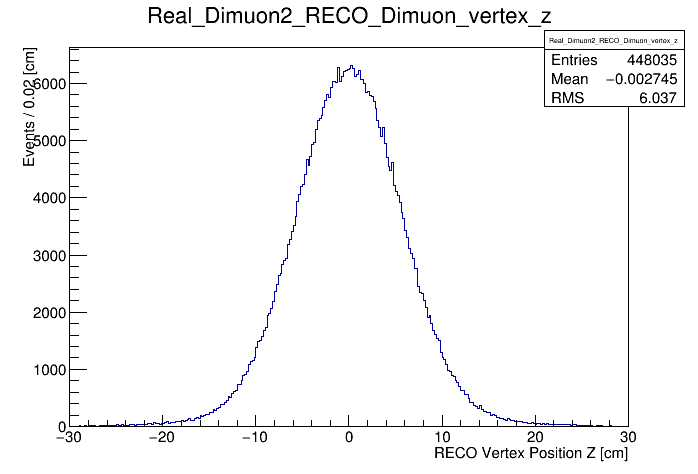 Real_Dimuon2_RECO_Dimuon_vertex_z
Real_Dimuon2_RECO_Dimuon_vertex_z
Entries 448035
Mean −0.002745
RMS 6.037
Events / 0.02 [cm]
6000
5000
4000
3000
2000
1000
0
−30 −20 −10 0 10 20 30
RECO Vertex Position Z [cm]